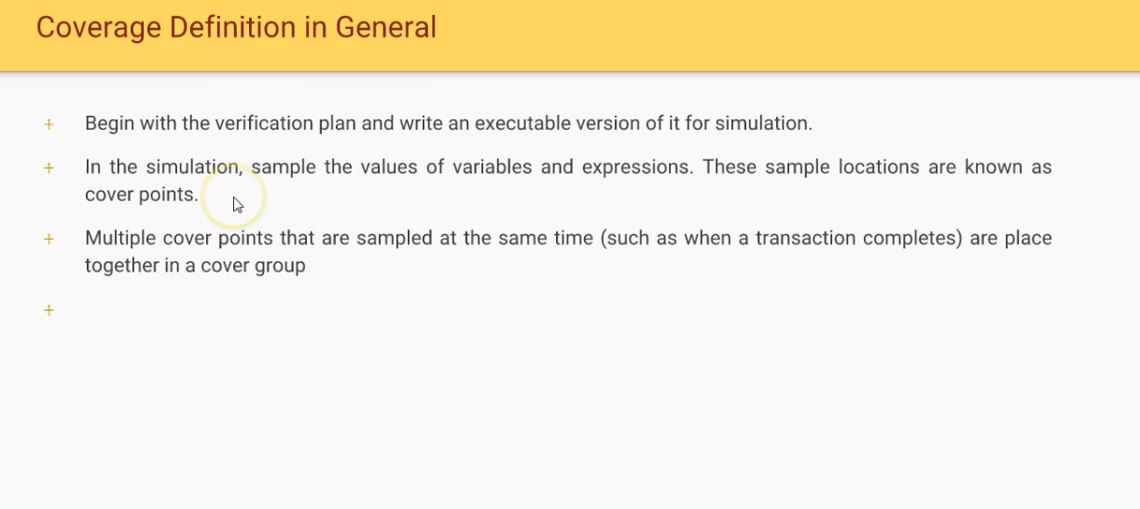 Coverage Definition in General
+ Begin with the verification plan and write an executable version of it for simulation.
+ In the simulation, sample the values of variables and expressions. These sample locations are known as
cover points.
+ Multiple cover points that are sampled at the same time (such as when a transaction completes) are place
together in a cover group
+